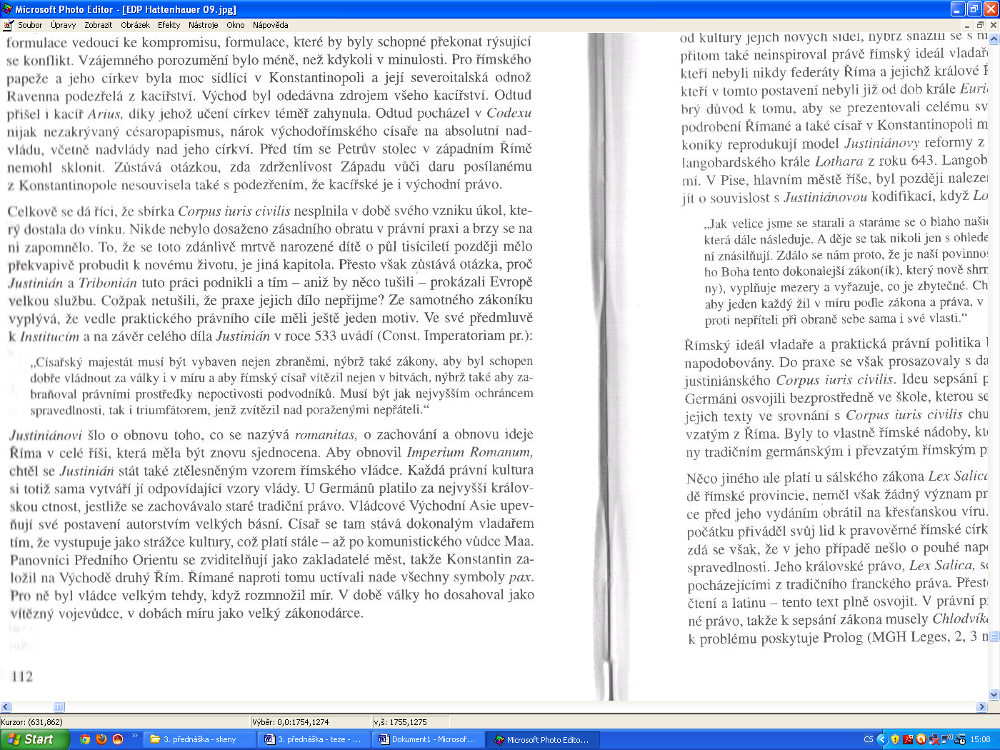 Microsoft Photo Editor - [EDP Hattenhauer 09.jpg]
Soubor Úpravy Zobrazit Obrázek Efekty Nástroje Okno Nápověda
formulace vedoucí ke kompromisu, formulace, které by byly schopné překonat rýsující
se konflikt. Vzájemného porozumění bylo méně, než kdykoli v minulosti. Pro římského
papeže a jeho církev byla moc sídlící v Konstantinopoli a její severoitalská odnož
Ravenna podezřelá z kacířství. Východ byl odedávna zdrojem všeho kacířství. Odtud
přišel i kacíř Arius, díky jehož učení církev téměř zahynula. Odtud pocházel v Codexu
nijak nezakrývaný césaropapismus, nárok východořímského císaře na absolutní nad-
vládu, včetně nadvlády nad jeho církví. Před tím se Petrův stolec v západním Římě
nemohl sklonit. Zůstává otázkou, zda zdrženlivost Západu vůči daru posílanému
z Konstantinopole nesouvisela také s podezřením, že kacířské je i východní právo.
Celkově se dá říci, že sbírka Corpus iuris civilis nesplnila v době svého vzniku úkol, kte-
rý dostala do vínku. Nikde nebylo dosaženo zásadního obratu v právní praxi a brzy se na
ni zapomnělo. To, že se toto zdánlivě mrtvě narozené dítě o půl tisíciletí později mělo
překvapivě probudit k novému životu, je jiná kapitola. Přesto však zůstává otázka, proč
Justinián a Tribonián tuto práci podnikli a tím – aniž by něco tušili – prokázali Evropě
velkou službu. Cožpak netušili, že praxe jejich dílo nepřijme? Ze samotného zákoníku
vyplývá, že vedle praktického právního cíle měli ještě jeden motiv. Ve své předmluvě
k Institucím a na závěr celého díla Justinián v roce 533 uvádí (Const. Imperatoriam pr.):
„Císařský majestát musí být vybaven nejen zbraněmi, nýbrž také zákony, aby byl schopen
dobře vládnout za války i v míru a aby římský císař vítězil nejen v bitvách, nýbrž také aby za-
braňoval právními prostředky nepoctivosti podvodníků. Musí být jak nejvyšším ochráncem
spravedlnosti, tak i triumfátorem, jenž zvítězil nad poraženými nepřáteli.“
Justiniánovi šlo o obnovu toho, co se nazývá romanitas, o zachování a obnovu ideje
Říma v celé říši, která měla být znovu sjednocena. Aby obnovil Imperium Romanum,
chtěl se Justinián stát také ztělesněným vzorem římského vládce. Každá právní kultura
si totiž sama vytváří jí odpovídající vzory vlády. U Germánů platilo za nejvyšší králov-
skou ctnost, jestliže se zachovávalo staré tradiční právo. Vládcové Východní Asie upev-
ňují své postavení autorstvím velkých básní. Císař se tam stává dokonalým vladařem
tím, že vystupuje jako strážce kultury, což platí stále – až po komunistického vůdce Maa.
Panovníci Předního Orientu se zviditelňují jako zakladatelé měst, takže Konstantin za-
ložil na Východě druhý Řím. Římané naproti tomu uctívali nade všechny symboly pax.
Pro ně byl vládce velkým tehdy, když rozmnožil mír. V době války ho dosahoval jako
vítězný vojevůdce, v dobách míru jako velký zákonodárce.
112
od kultury jejich nových sídel, nýbrž snažili se s
přitom také neinspiroval právě římský ideál vladař
kteří nebyli nikdy federáty Říma a jejichž králové
kteří v tomto postavení nebyli již od dob krále Euri
brý důvod k tomu, aby se prezentovali celému sv
podrobení Římané a také císař v Konstantinopoli m
koníky reprodukují model Justiniánovy reformy z
langobardského krále Lothara z roku 643. Langob
mí. V Pise, hlavním městě říše, byl později naleze
jít o souvislost s Justiniánovou kodifikací, když Lo
„Jak velice jsme se starali a staráme se o blaho naši
která dále následuje. A děje se tak nikoli jen s ohlede
ní znásilňují. Zdálo se nám proto, že je naší povinno
ho Boha tento dokonalejší zákon(ík), který nově shrn
ny), vyplňuje mezery a vyřazuje, co je zbytečné. Ch
aby jeden každý žil v míru podle zákona a práva, v
proti nepříteli při obraně sebe sama i své vlasti.“
Římský ideál vladaře a praktická právní politika
napodobovány. Do praxe se však prosazovaly s da
justiniánského Corpus iuris civilis. Ideu sepsání p
Germáni osvojili bezprostředně ve škole, kterou se
jejich texty ve srovnání s Corpus iuris civilis chu
vzatým z Říma. Byly to vlastně římské nádoby, kt
ny tradičním germánským i převzatým římským p
Něco jiného ale platí u sálského zákona Lex Salica
dě římské provincie, neměl však žádný význam pr
ce před jeho vydáním obrátil na křesťanskou víru.
počátku přiváděl svůj lid k pravověrné římské círk
zdá se však, že v jeho případě nešlo o pouhé nap
spravedlnosti. Jeho královské právo, Lex Salica, s
pocházejícími z tradičního franckého práva. Přest
čtení a latinu – tento text plně osvojit. V právní p
né právo, takže k sepsání zákona musely Chlodvík
k problému poskytuje Prolog (MGH Leges, 2, 3 n
Kurzor: (631,862) Výběr: 0,0:1754,1274 v,š: 1755,1275
Start » 3. přednáška - skeny 3. přednáška - teze - ... Dokument1 - Microsof... Microsoft Photo Edito... CS 15:08